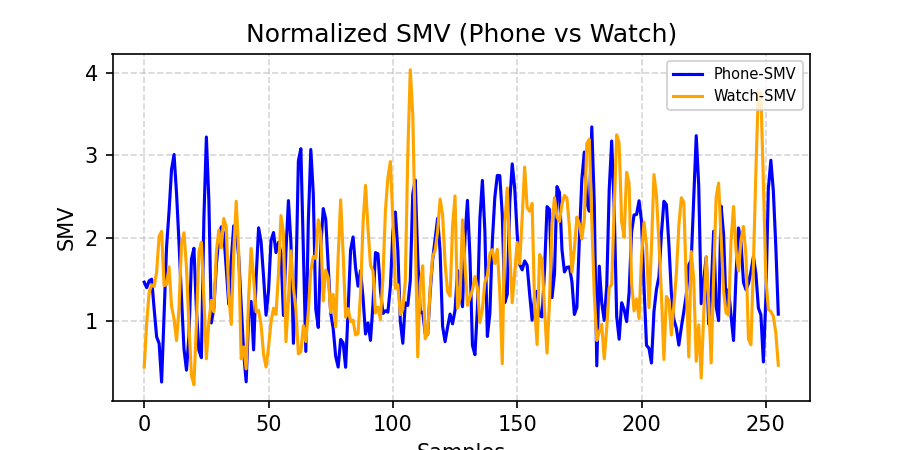 Normalized SMV (Phone vs Watch)
Phone-SMV
Watch-SMV
SMV
4
3
2
1
0 50 100 150 200 250
Samples